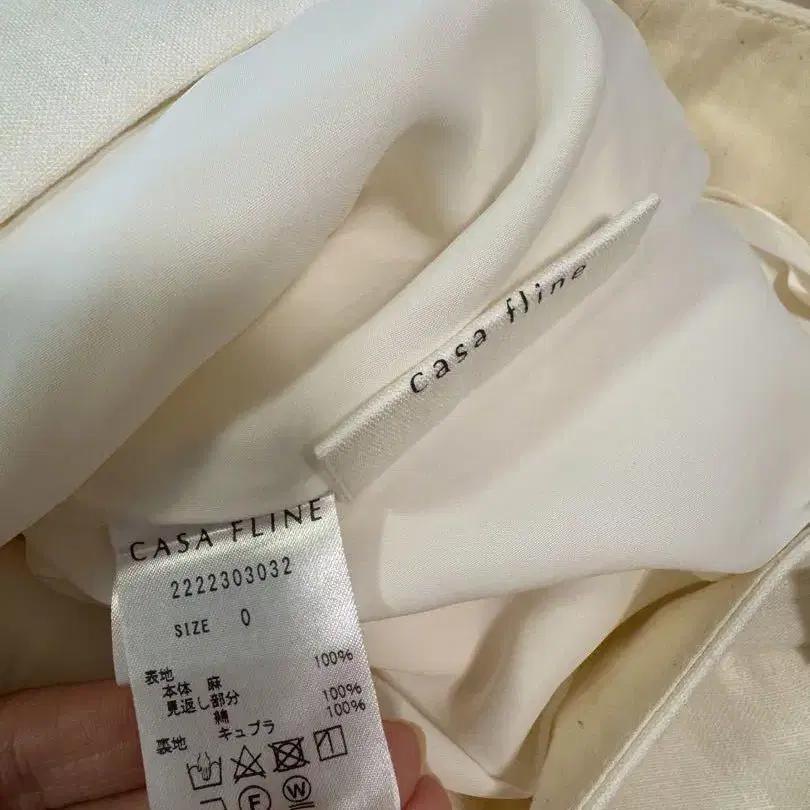 casa fline
CASA FLINE
2222303032
SIZE 0
表地
本体 麻 100%
見返し部分
綿 100%
裏地 キュプラ 100%
F W